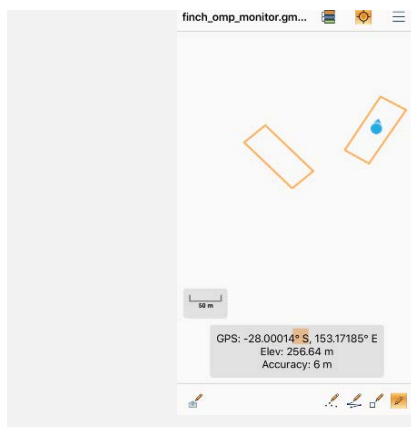 finch_omp_monitor.gm...
50 m
GPS: -28.00014° S, 153.17185° E
Elev: 256.64 m
Accuracy: 6 m